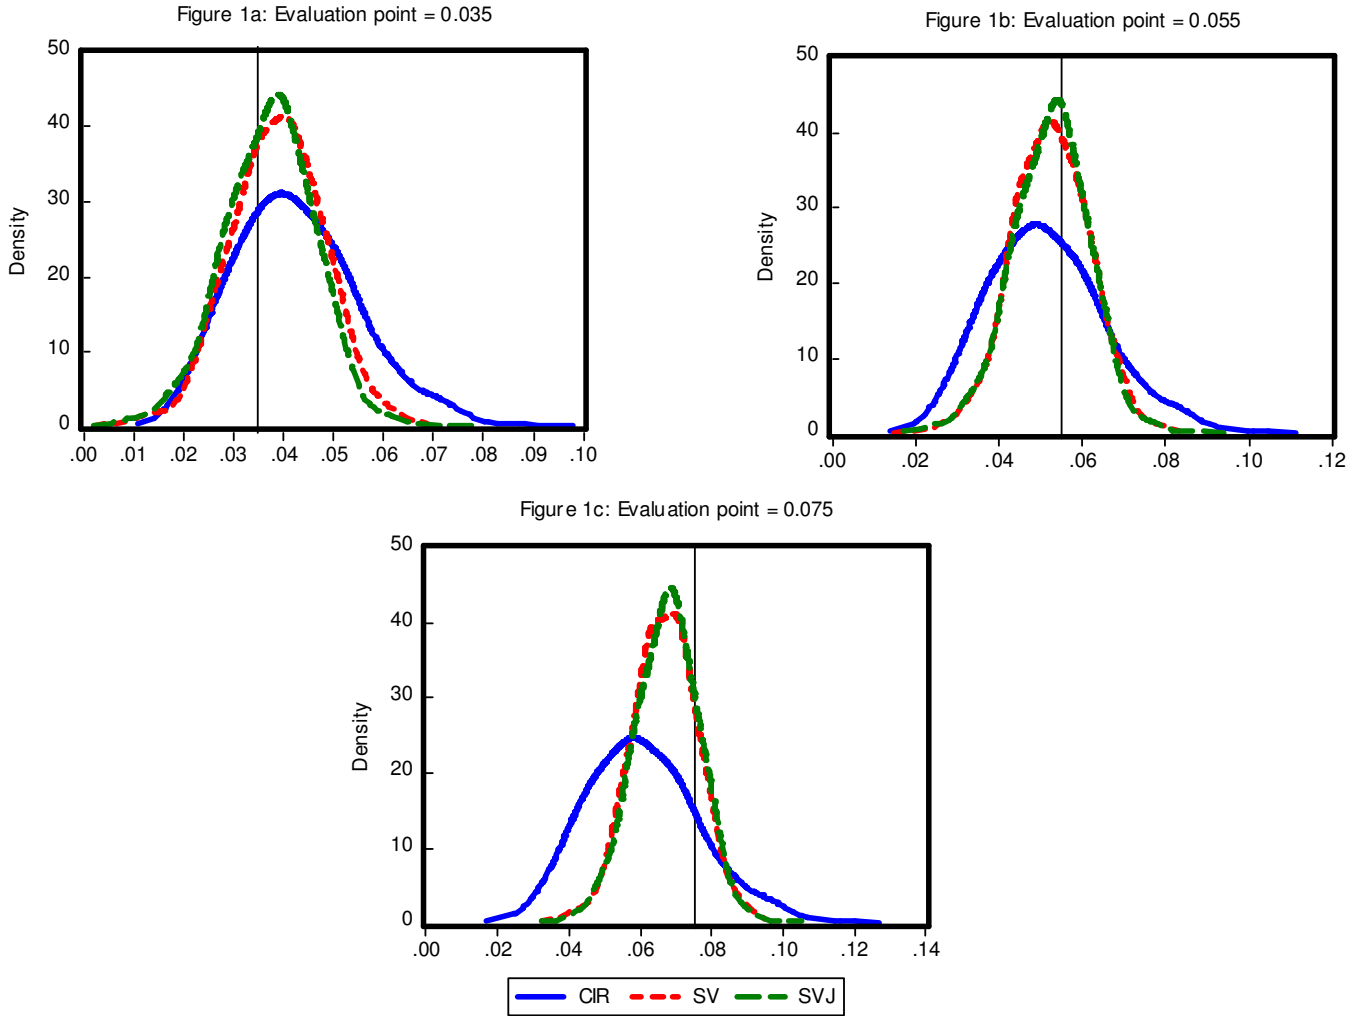 Figure 1a: Evaluation point = 0.035
50
40
30
20
10
0
Density
.00 .01 .02 .03 .04 .05 .06 .07 .08 .09 .10
Figure 1b: Evaluation point = 0.055
50
40
30
20
10
0
Density
.00 .02 .04 .06 .08 .10 .12
Figure 1c: Evaluation point = 0.075
50
40
30
20
10
0
Density
.00 .02 .04 .06 .08 .10 .12 .14
CIR SV SVJ